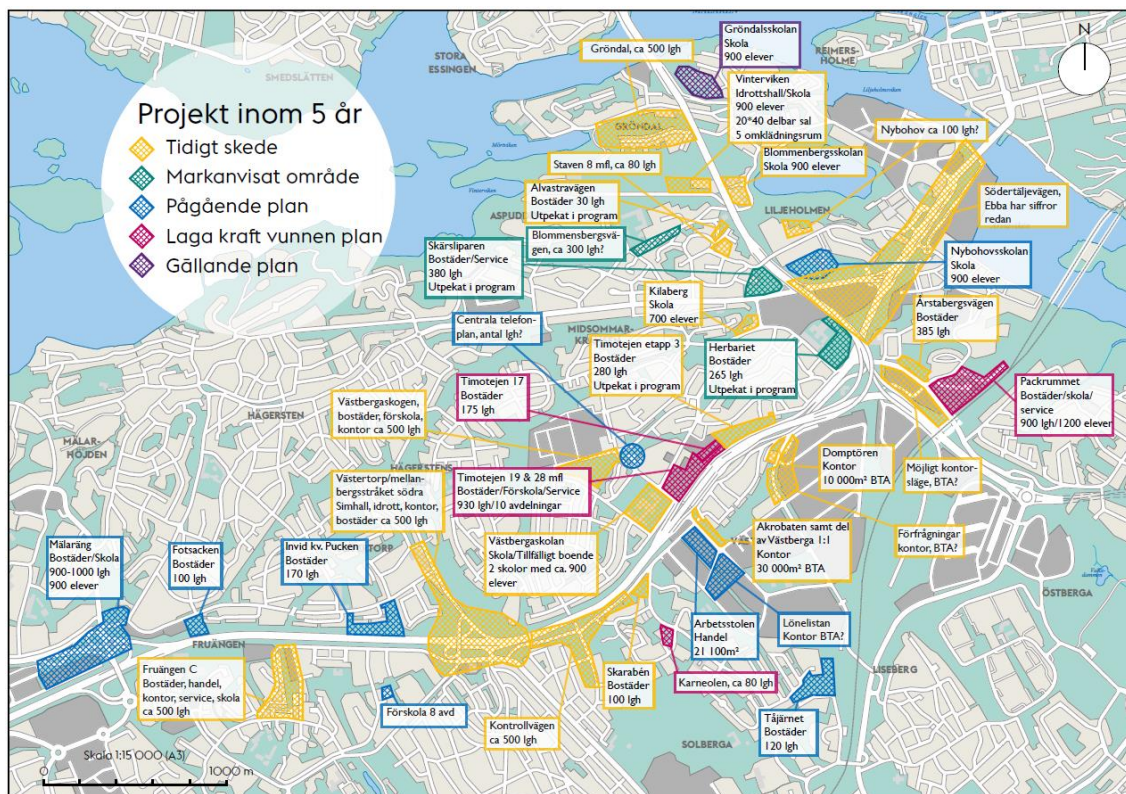 Projekt inom 5 år
Tidigt skede
Markanvisat område
Pågående plan
Laga kraft vunnen plan
Gällande plan
SMEDSLÄTTEN
STORA
ESSINGEN
REIMERS-
HOLME
N
Gröndal, ca 500 lgh
Gröndalsskolan
Skola
900 elever
Vinterviken
Idrottshall/Skola
900 elever
20*40 delbar sal
5 omklädningsrum
Nybohov ca 100 lgh?
GRÖNDAL
Staven 8 mfl, ca 80 lgh
Blommenbergsskolan
Skola 900 elever
Alvastravägen
Bostäder 30 lgh
Utpekat i program
Södertäljevägen,
Ebba har siffror
redan
LILJEHOLMEN
ASPUDD
Blommensbergsvä-
gen, ca 300 lgh?
Skärsliparen
Bostäder/Service
380 lgh
Utpekat i program
Nybohovsskolan
Skola
900 elever
Kilaberg
Skola
700 elever
Årstabergsvägen
Bostäder
385 lgh
Centrala telefon-
plan, antal lgh?
MIDSOMMAR-
KR
Timotejen etapp 3
Bostäder
280 lgh
Utpekat i program
Herbariet
Bostäder
265 lgh
Utpekat i program
Timotejen 17
Bostäder
175 lgh
Packrummet
Bostäder/skola/
service
900 lgh/1200 elever
Västbergaskogen,
bostäder, förskola,
kontor ca 500 lgh
HÄGERSTEN
MÄLAR-
HÖJDEN
HÄGERSTENS
Domptören
Kontor
10 000m² BTA
Möjligt kontor-
släge, BTA?
Västertorp/mellan-
bergsstråket södra
Simhall, idrott, kontor,
bostäder ca 500 lgh
Timotejen 19 & 28 mfl
Bostäder/Förskola/Service
930 lgh/10 avdelningar
Västbergaskolan
Skola/Tillfälligt boende
2 skolor med ca. 900
elever
VÄST
Akrobaten samt del
av Västberga 1:1
Kontor
30 000m² BTA
Förfrågningar
kontor, BTA?
Mälaräng
Bostäder/Skola
900-1000 lgh
900 elever
Fotsacken
Bostäder
100 lgh
Invid kv. Pucken
Bostäder
170 lgh
TORP
ÖSTBERGA
Arbetsstolen
Handel
21 100m²
Lönelistan
Kontor BTA?
FRUÄNGEN
LISEBERG
Fruängen C
Bostäder, handel,
kontor, service, skola
ca 500 lgh
Förskola 8 avd
Skarabén
Bostäder
100 lgh
Karneolen, ca 80 lgh
Kontrollvägen
ca 500 lgh
Tåjärnet
Bostäder
120 lgh
SOLBERGA
Skala 1:15 000 (A3)
0
1000 m